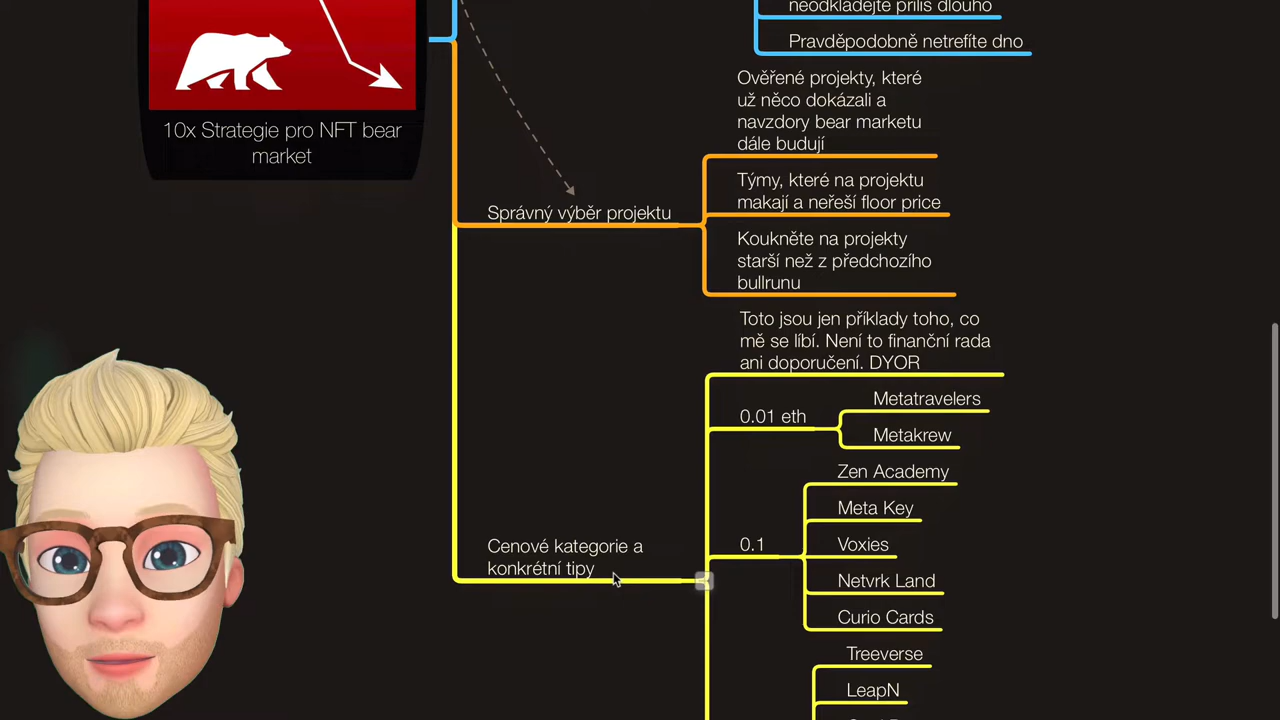 neodkládejte příliš dlouho
Pravděpodobně netrefíte dno
10x Strategie pro NFT bear
market
Ověřené projekty, které
už něco dokázali a
navzdory bear marketu
dále budují
Správný výběr projektu
Týmy, které na projektu
makají a neřeší floor price
Koukněte na projekty
starší než z předchozího
bullrunu
Toto jsou jen příklady toho, co
mě se líbí. Není to finanční rada
ani doporučení. DYOR
0.01 eth
Metatravelers
Metakrew
Cenové kategorie a
konkrétní tipy
0.1
Zen Academy
Meta Key
Voxies
Netvrk Land
Curio Cards
Treeverse
LeapN